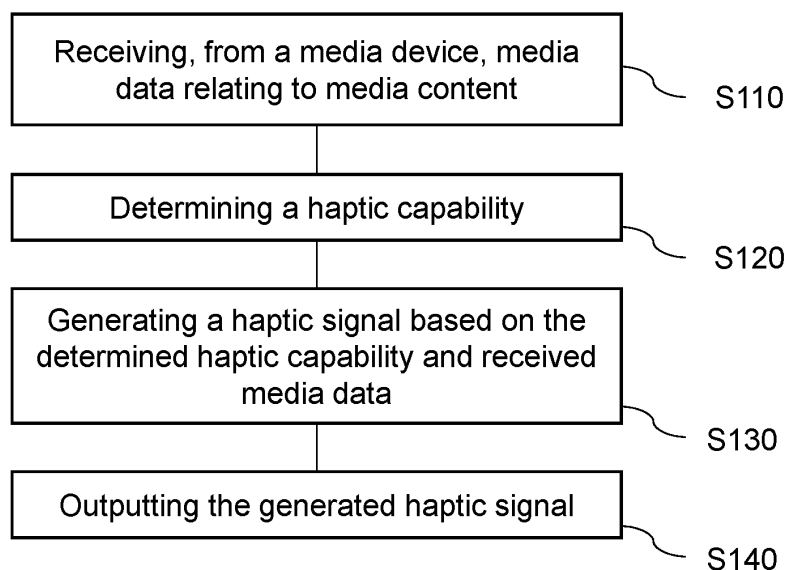 Receiving, from a media device, media
data relating to media content
S110
Determining a haptic capability
S120
Generating a haptic signal based on the
determined haptic capability and received
media data
S130
Outputting the generated haptic signal
S140